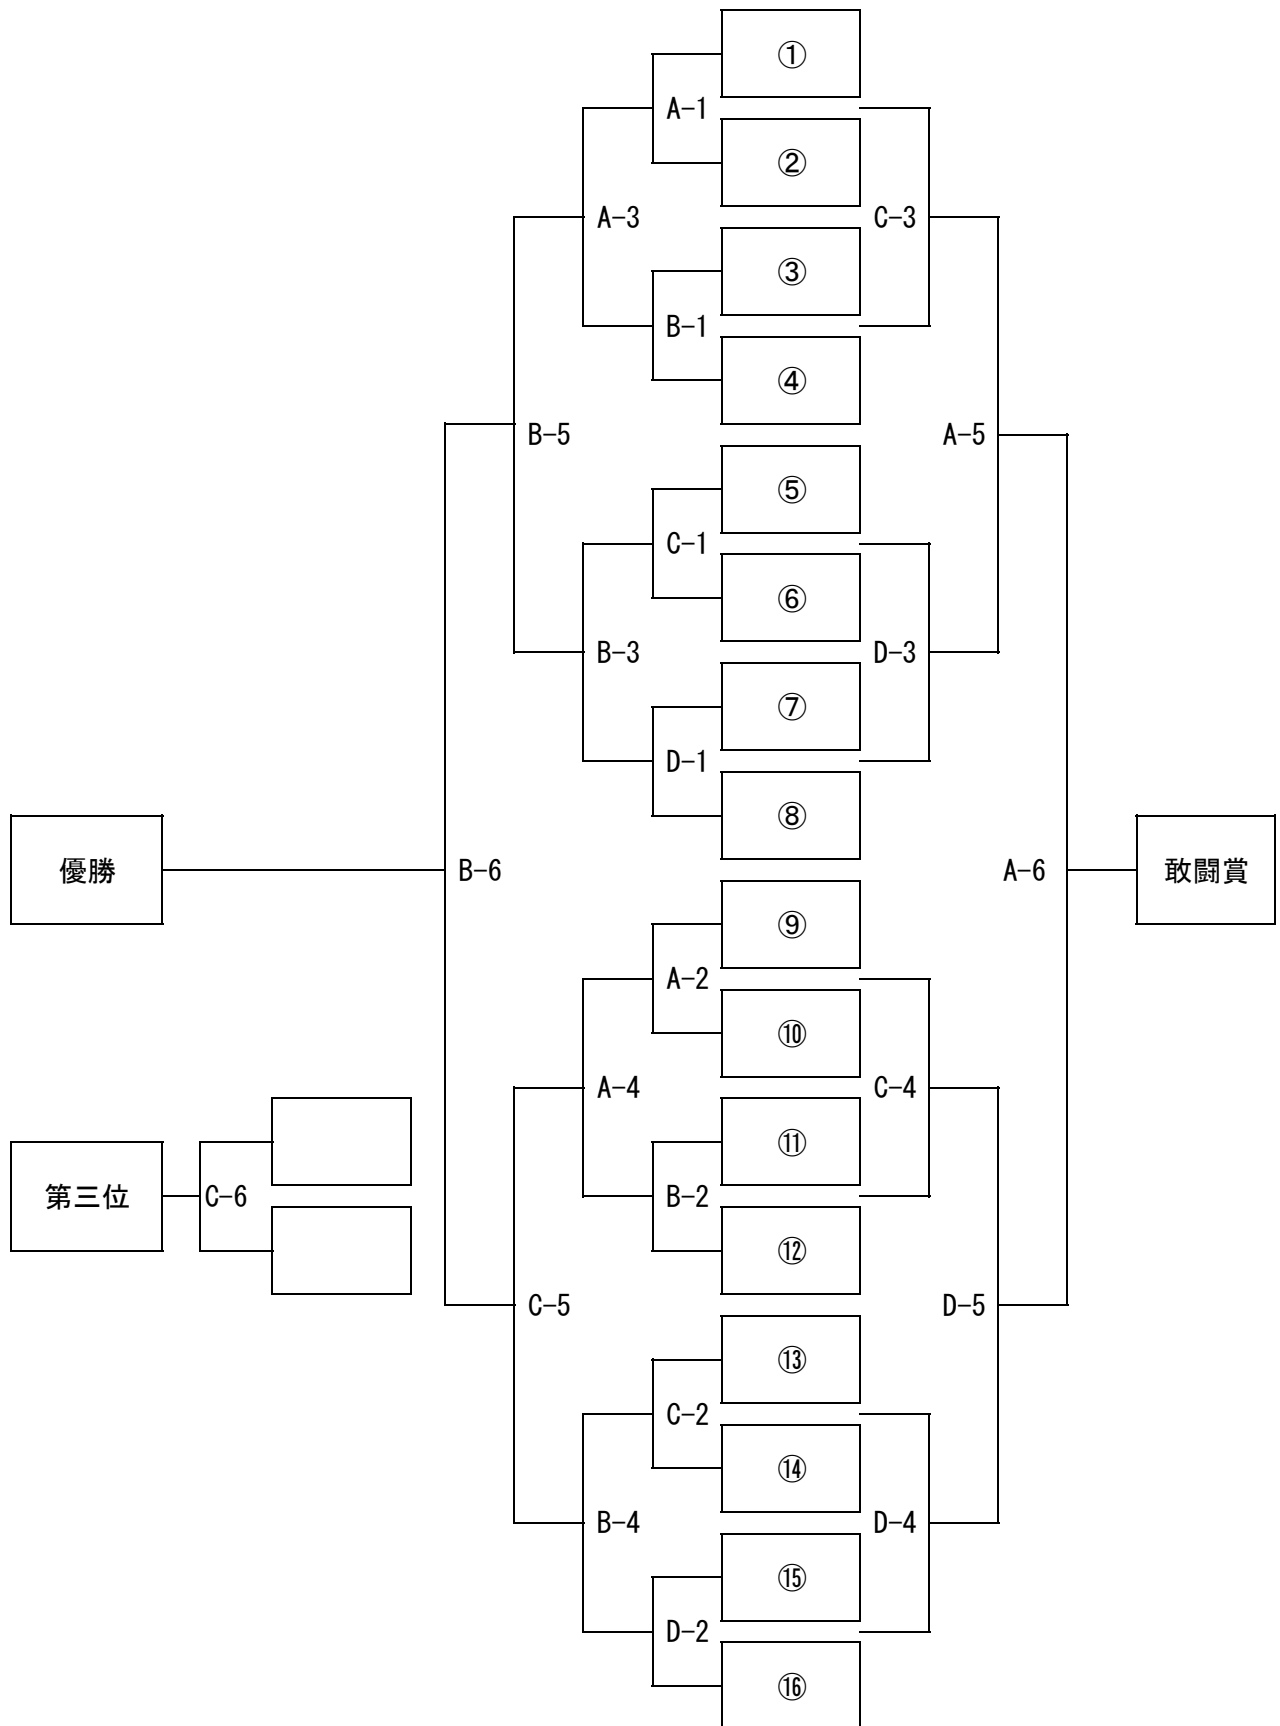 ①
A-1
②
A-3
C-3
③
B-1
④
B-5
A-5
⑤
C-1
⑥
B-3
D-3
⑦
D-1
⑧
優勝
B-6
A-6
敢闘賞
⑨
A-2
⑩
A-4
C-4
⑪
第三位
C-6
B-2
⑫
C-5
D-5
⑬
C-2
⑭
B-4
D-4
⑮
D-2
⑯